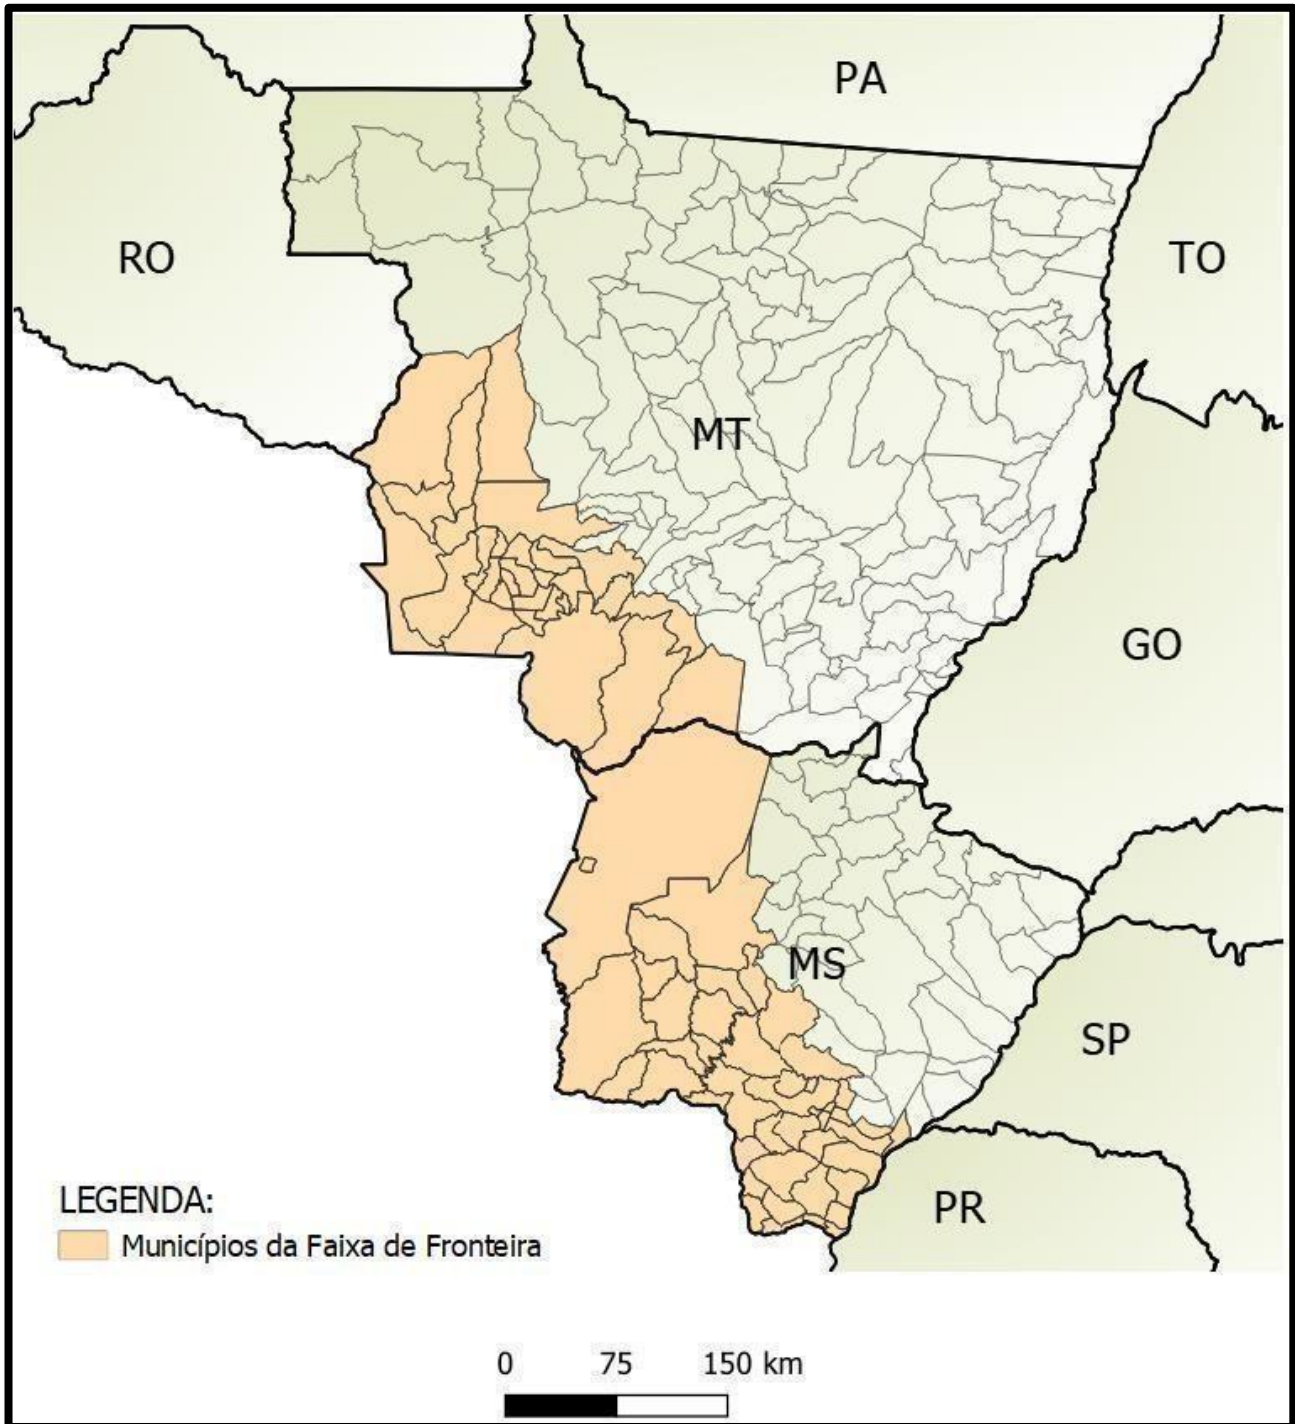 PA
RO
TO
MT
GO
MS
SP
LEGENDA:
PR
Municípios da Faixa de Fronteira
0 75 150 km